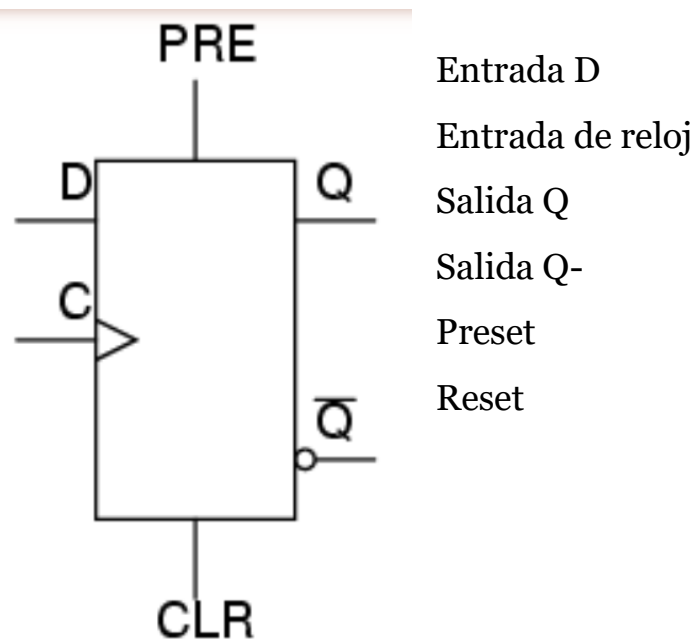 PRE
D
Q
C
Q̅
CLR
Entrada D
Entrada de reloj
Salida Q
Salida Q-
Preset
Reset